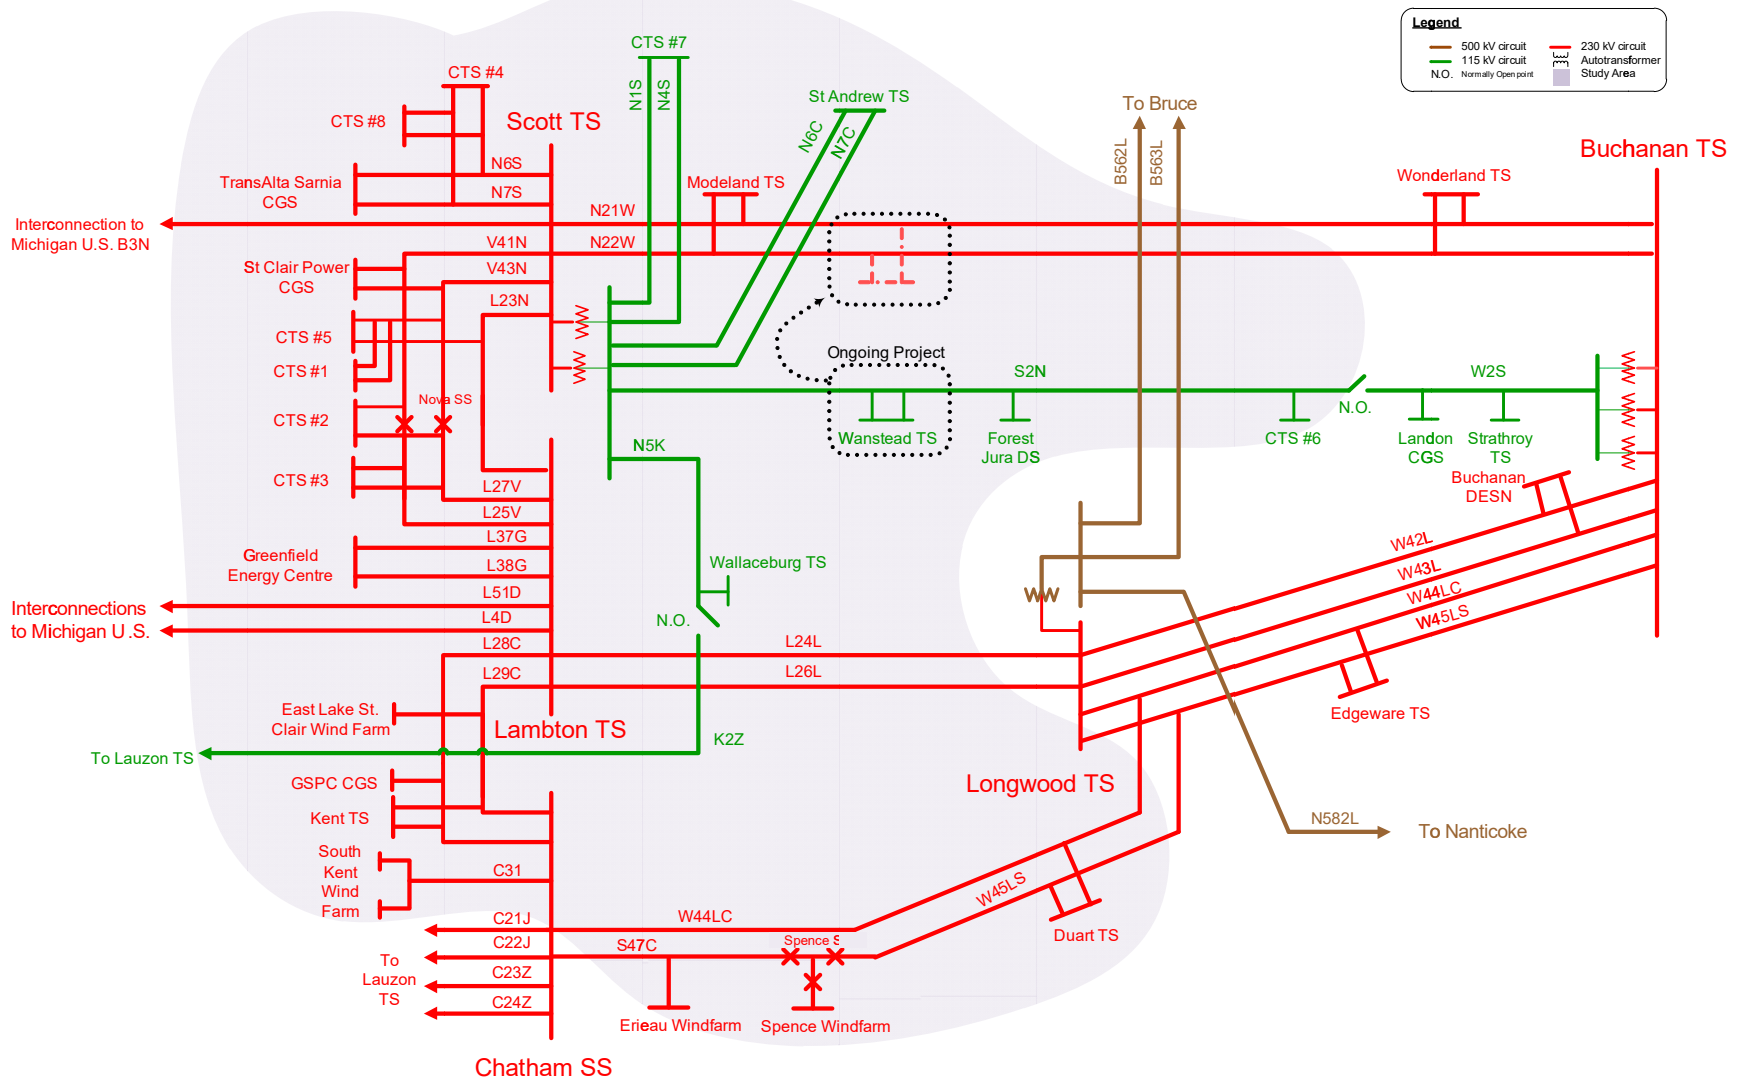 Legend
500 kV circuit
230 kV circuit
115 kV circuit
Autotransformer
N.O.
Normally Open point
Study Area
CTS #7
N1S
N4S
CTS #4
St Andrew TS
N6C
N7C
To Bruce
B562L
B563L
CTS #8
Scott TS
Buchanan TS
N6S
TransAlta Sarnia
CGS
N7S
Modeland TS
Wonderland TS
Interconnection to
Michigan U.S. B3N
N21W
V41N
N22W
St Clair Power
CGS
V43N
L23N
CTS #5
CTS #1
Ongoing Project
S2N
W2S
Nova SS
CTS #2
N.O.
Wanstead TS
Forest
Jura DS
CTS #6
Landon
CGS
Strathroy
TS
N5K
CTS #3
Buchanan
DESN
L27V
L25V
L37G
Greenfield
Energy Centre
L38G
W42L
W43L
W44LC
W45LS
Wallaceburg TS
L51D
Interconnections
to Michigan U.S.
L4D
N.O.
L28C
L24L
L29C
L26L
East Lake St.
Clair Wind Farm
Lambton TS
Edgeware TS
K2Z
To Lauzon TS
GSPC CGS
Longwood TS
Kent TS
N582L
To Nanticoke
South
Kent
Wind
Farm
C31
W45LS
C21J
W44LC
Duart TS
C22J
S47C
Spence S
To
Lauzon
TS
C23Z
C24Z
Erieau Windfarm
Spence Windfarm
Chatham SS